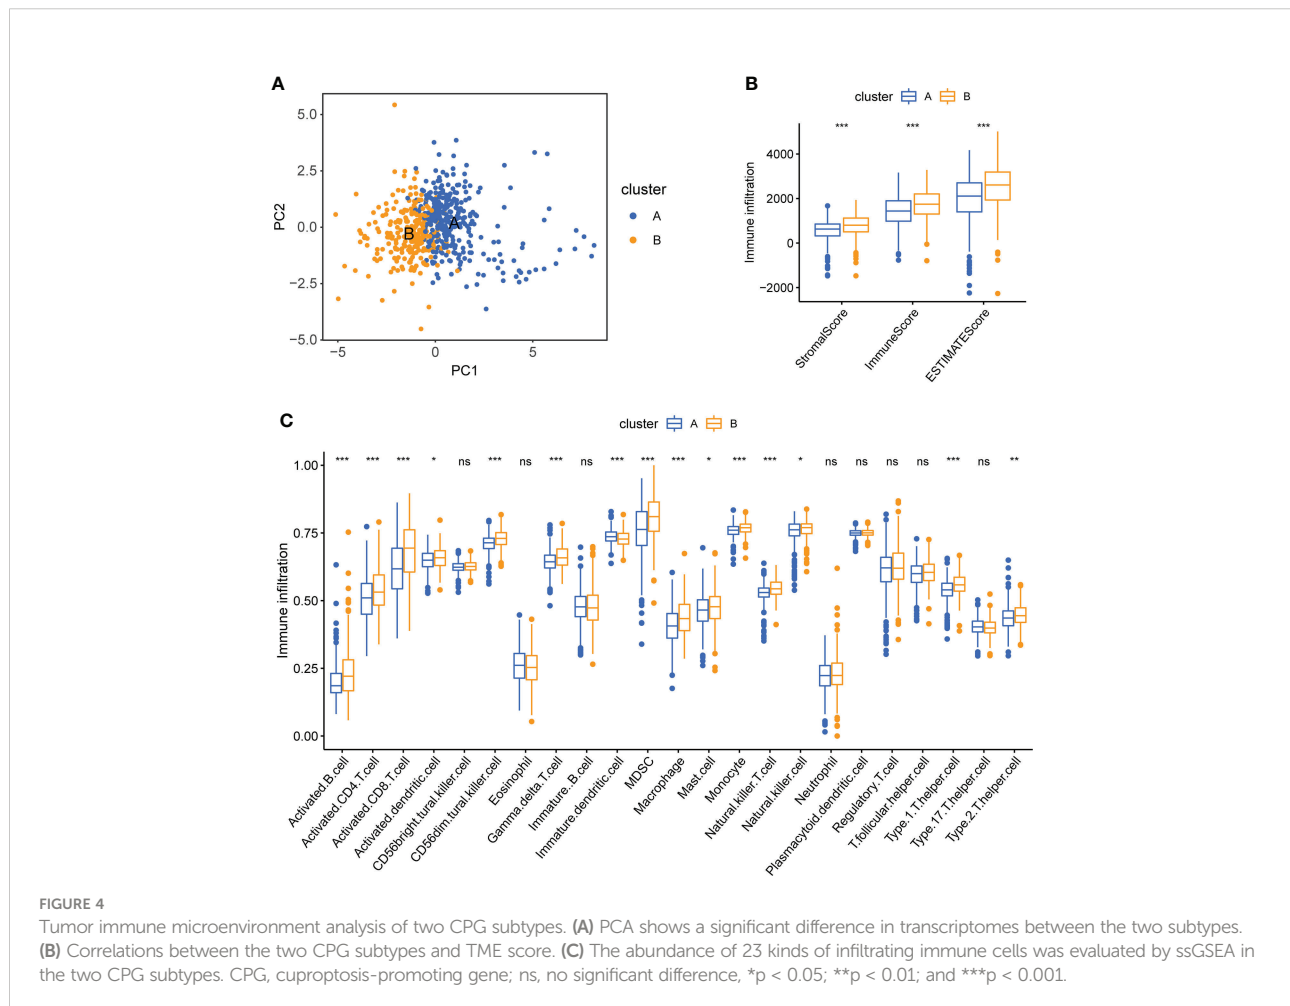 A
5.0
2.5
0.0
−2.5
−5.0
PC2
−5
0
5
PC1
A
B
cluster
A
B
B
cluster A B
*** *** ***
4000
2000
0
−2000
Immune infiltration
StromalScore
ImmuneScore
ESTIMATEScore
C
cluster A B
*** *** *** * ns *** ns *** ns *** *** *** * *** *** * ns ns ns ns *** ns **
1.00
0.75
0.50
0.25
0.00
Immune infiltration
Activated.B.cell
Activated.CD4.T.cell
Activated.CD8.T.cell
Activated.dendritic.cell
CD56bright.tural.killer.cell
CD56dim.tural.killer.cell
Eosinophil
Gamma.delta.T.cell
Immature..B.cell
Immature.dendritic.cell
MDSC
Macrophage
Mast.cell
Monocyte
Natural.killer.T.cell
Natural.killer.cell
Neutrophil
Plasmacytoid.dendritic.cell
Regulatory.T.cell
T.follicular.helper.cell
Type.1.T.helper.cell
Type.17.T.helper.cell
Type.2.T.helper.cell
FIGURE 4
Tumor immune microenvironment analysis of two CPG subtypes. (A) PCA shows a significant difference in transcriptomes between the two subtypes.
(B) Correlations between the two CPG subtypes and TME score. (C) The abundance of 23 kinds of infiltrating immune cells was evaluated by ssGSEA in
the two CPG subtypes. CPG, cuproptosis-promoting gene; ns, no significant difference, *p < 0.05; **p < 0.01; and ***p < 0.001.